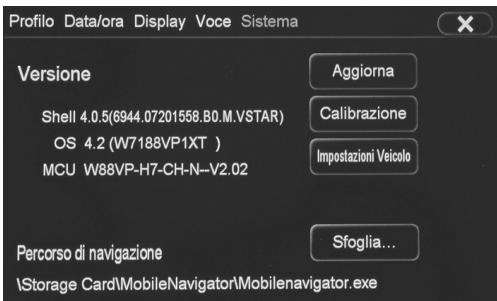 Profilo Data/ora Display Voce Sistema
Versione
Aggiorna
Shell 4.0.5(6944.07201558.B0.M.VSTAR)
Calibrazione
OS 4.2 (W7188VP1XT )
Impostazioni Veicolo
MCU W88VP-H7-CH-N--V2.02
Percorso di navigazione
Sfoglia...
\Storage Card\MobileNavigator\Mobilenavigator.exe